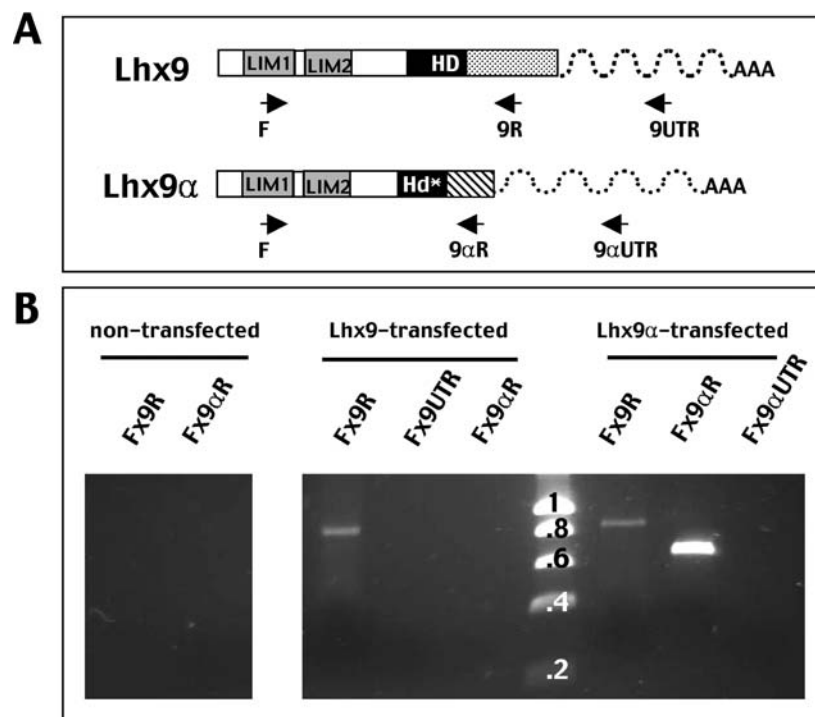 A
Lhx9
LIM1 LIM2 HD AAA
F 9R 9UTR
Lhx9α
LIM1 LIM2 Hd* AAA
F 9αR 9αUTR
B
non-transfected Lhx9-transfected Lhx9α-transfected
Fx9R Fx9αR Fx9R Fx9UTR Fx9αR Fx9R Fx9αR Fx9αUTR
1
.8
.6
.4
.2